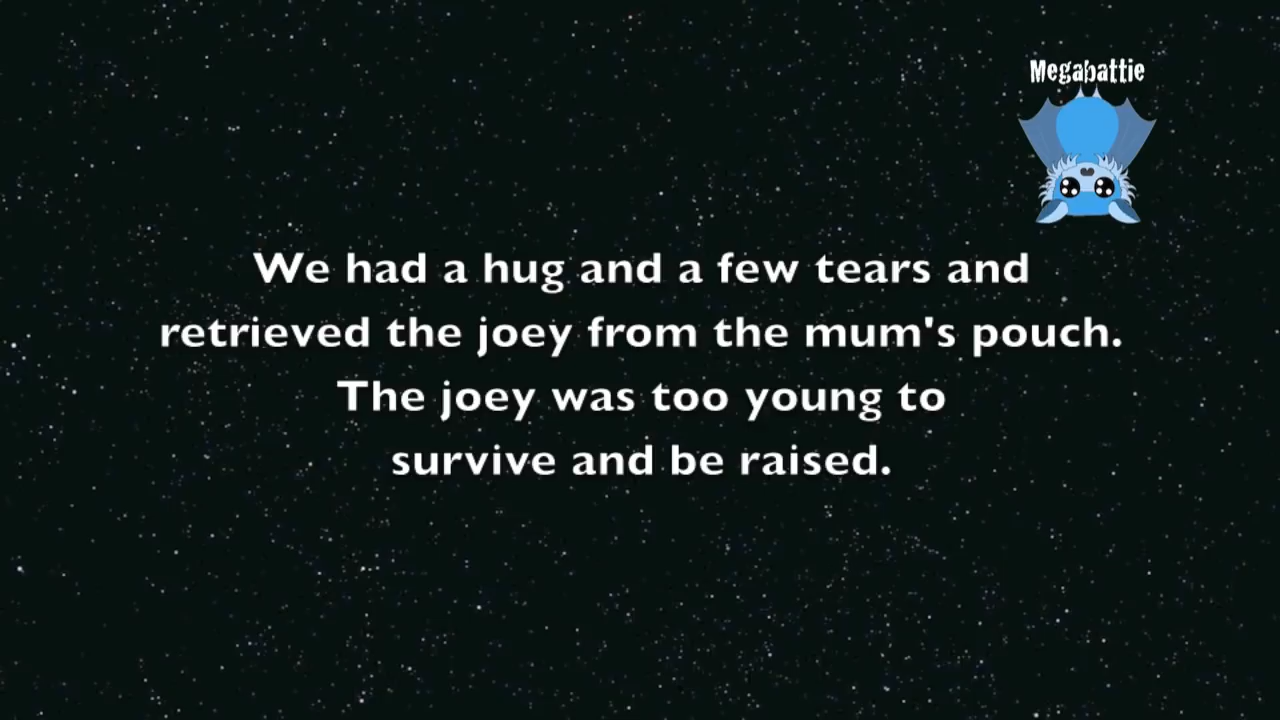 Megabattie
We had a hug and a few tears and
retrieved the joey from the mum's pouch.
The joey was too young to
survive and be raised.